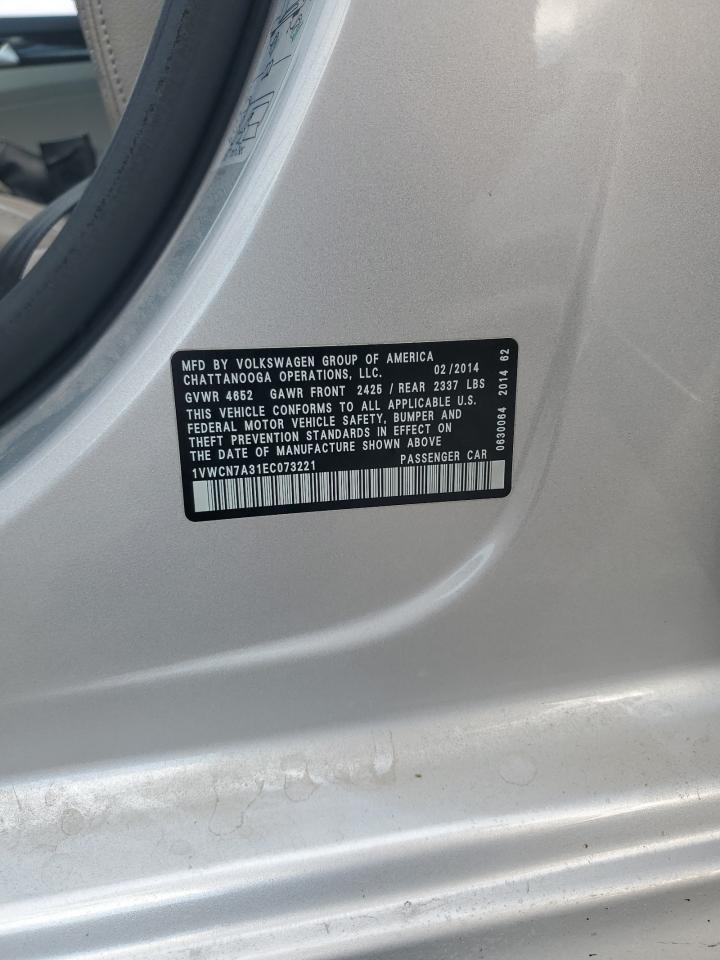 MFD BY VOLKSWAGEN GROUP OF AMERICA
CHATTANOOGA OPERATIONS, LLC. 02/2014
GVWR 4652 GAWR FRONT 2425 / REAR 2337 LBS
THIS VEHICLE CONFORMS TO ALL APPLICABLE U.S.
FEDERAL MOTOR VEHICLE SAFETY, BUMPER AND
THEFT PREVENTION STANDARDS IN EFFECT ON
THE DATE OF MANUFACTURE SHOWN ABOVE
1VWCN7A31EC073221 PASSENGER CAR
0630064 2014 62